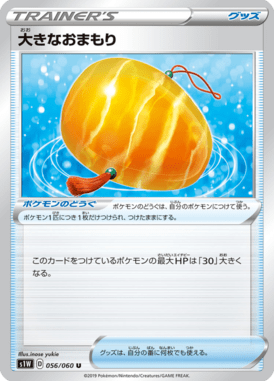 TRAINER'S
グッズ
大きなおまもり
ポケモンのどうぐ
ポケモンのどうぐは、自分のポケモンにつけて使う。
ポケモン1匹につき1枚だけつけられ、つけたままにする。
このカードをつけているポケモンの最大HPは「30」大きく
なる。
Illus. inose yukie
s1W D 056/060 U
グッズは、自分の番に何枚でも使える。
©2019 Pokémon/Nintendo/Creatures/GAME FREAK.